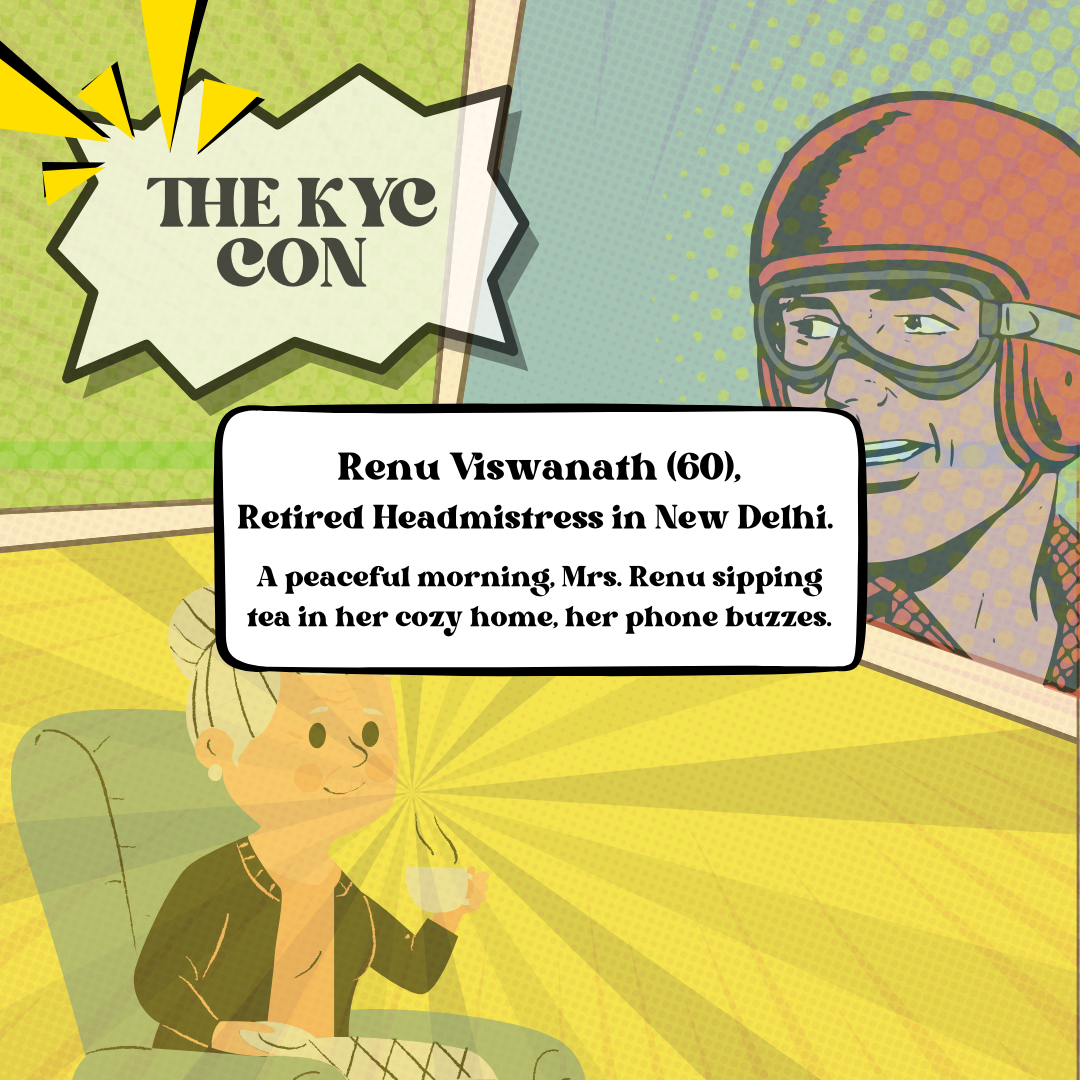 THE KYC
CON
Renu Viswanath (60),
Retired Headmistress in New Delhi.
A peaceful morning, Mrs. Renu sipping
tea in her cozy home, her phone buzzes.